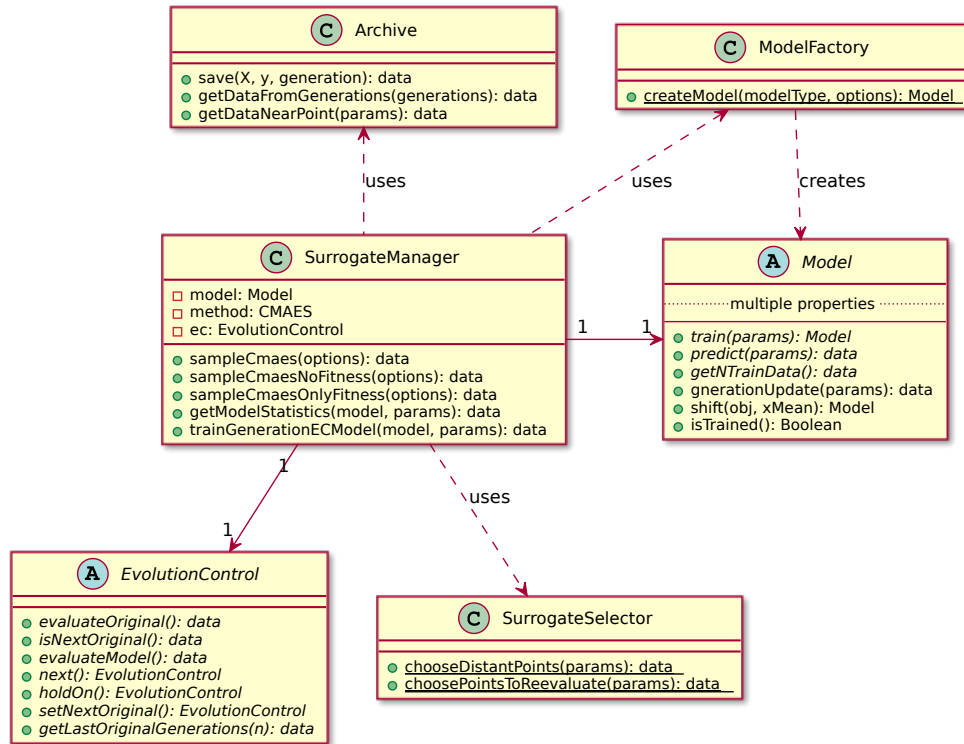 C Archive
save(X, y, generation): data
getDataFromGenerations(generations): data
getDataNearPoint(params): data
C ModelFactory
createModel(modelType, options): Model
uses
uses
creates
C SurrogateManager
model: Model
method: CMAES
ec: EvolutionControl
sampleCmaes(options): data
sampleCmaesNoFitness(options): data
sampleCmaesOnlyFitness(options): data
getModelStatistics(model, params): data
trainGenerationECModel(model, params): data
1
1
A Model
multiple properties
train(params): Model
predict(params): data
getNTrainData(): data
gnerationUpdate(params): data
shift(obj, xMean): Model
isTrained(): Boolean
1
uses
1
A EvolutionControl
evaluateOriginal(): data
isNextOriginal(): data
evaluateModel(): data
next(): EvolutionControl
holdOn(): EvolutionControl
setNextOriginal(): EvolutionControl
getLastOriginalGenerations(n): data
C SurrogateSelector
chooseDistantPoints(params): data
choosePointsToReevaluate(params): data